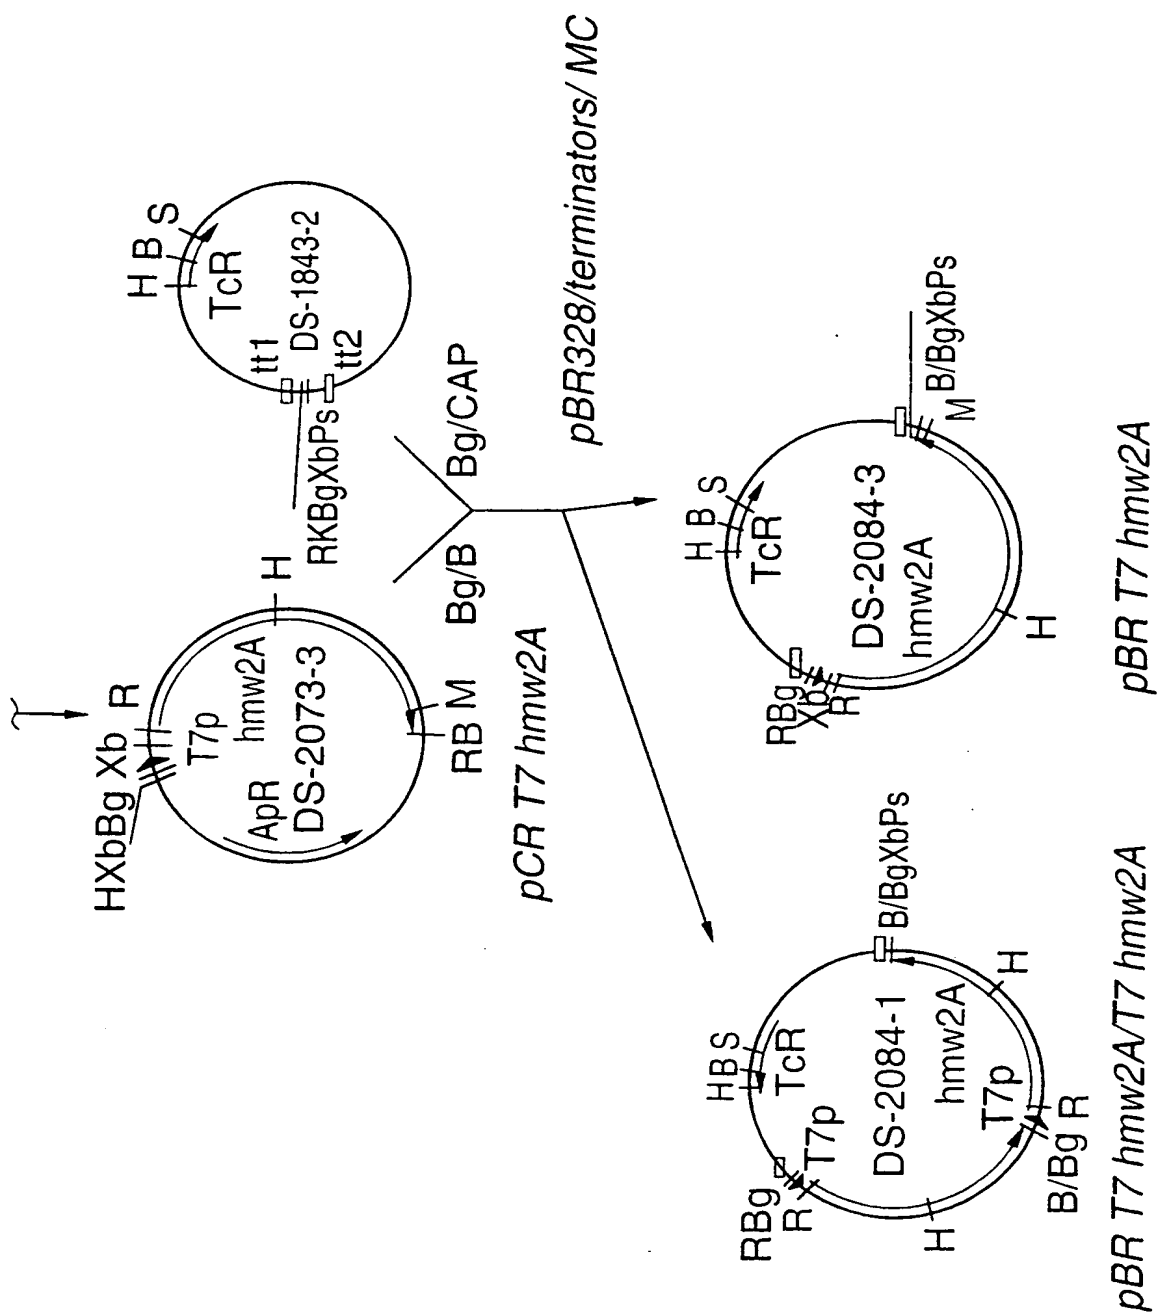 HXbBg Xb R
T7p
hmw2A
H
ApR
DS-2073-3
RB M
pCR T7 hmw2A
H B S
TcR
tt1
DS-1843-2
tt2
RKBgXbPs
pBR328/terminators/ MC
Bg/B
Bg/CAP
H B S
TcR
T7p
RBg
R
DS-2084-1
hmw2A
B/BgXbPs
H
T7p
H
B/Bg R
pBR T7 hmw2A/T7 hmw2A
H B S
TcR
RBg
Xb
R
DS-2084-3
hmw2A
B/BgXbPs
M
H
pBR T7 hmw2A